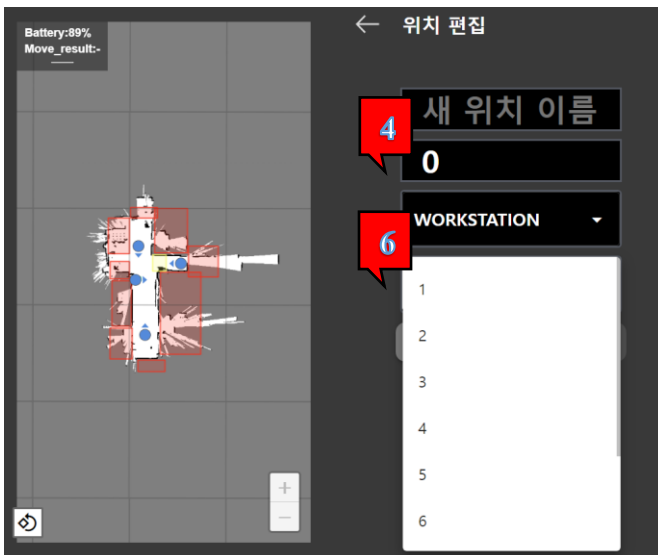 Battery:89%
Move_result:-
위치 편집
4
새 위치 이름
0
6
WORKSTATION
1
2
3
4
5
6